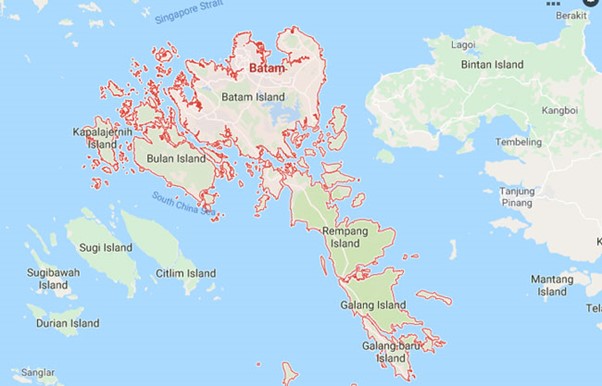 Singapore Strait
Berakit
Lagoi
Bintan Island
Batam
Batam Island
Kangboi
Kapalajernih
Island
Bulan Island
Tembeling
Tanjung
Pinang
South China Sea
Rempang
Island
Sugi Island
Citlim Island
Sugibawah
Island
Mantang
Island
Galang Island
Durian Island
Galang baru
Island
Sanglar